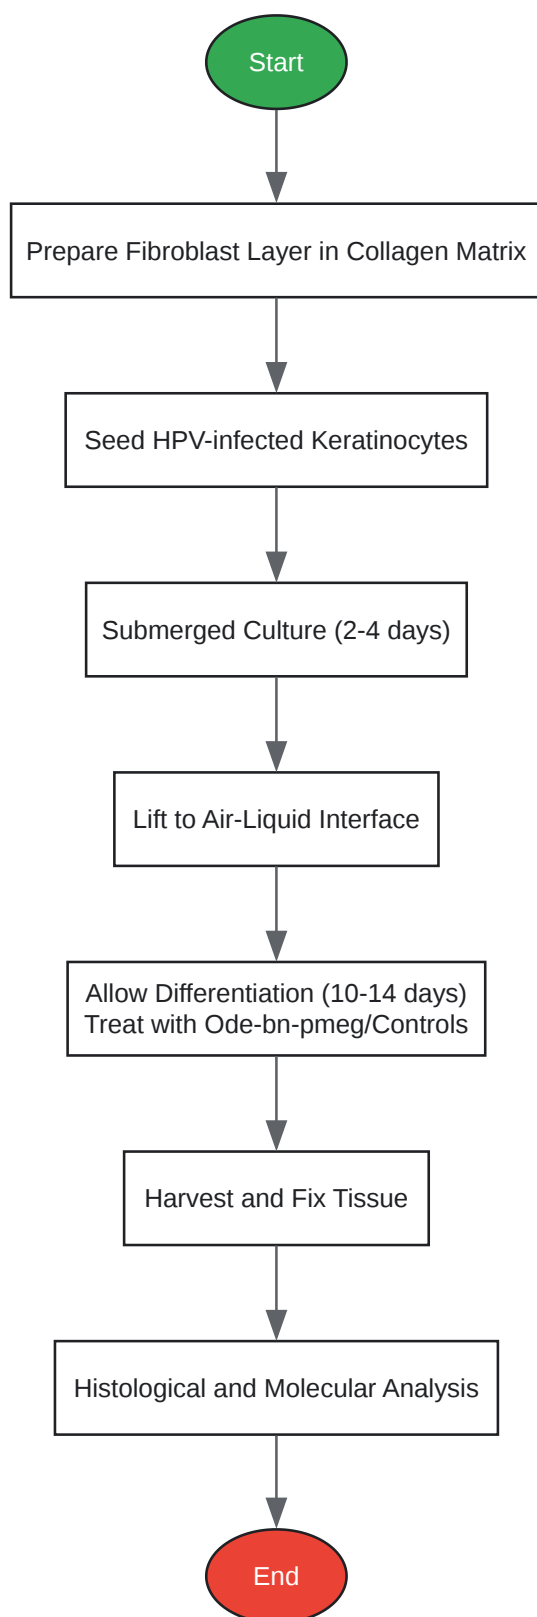 Start
Prepare Fibroblast Layer in Collagen Matrix
Seed HPV-infected Keratinocytes
Submerged Culture (2-4 days)
Lift to Air-Liquid Interface
Allow Differentiation (10-14 days)
Treat with Ode-bn-pmeg/Controls
Harvest and Fix Tissue
Histological and Molecular Analysis
End